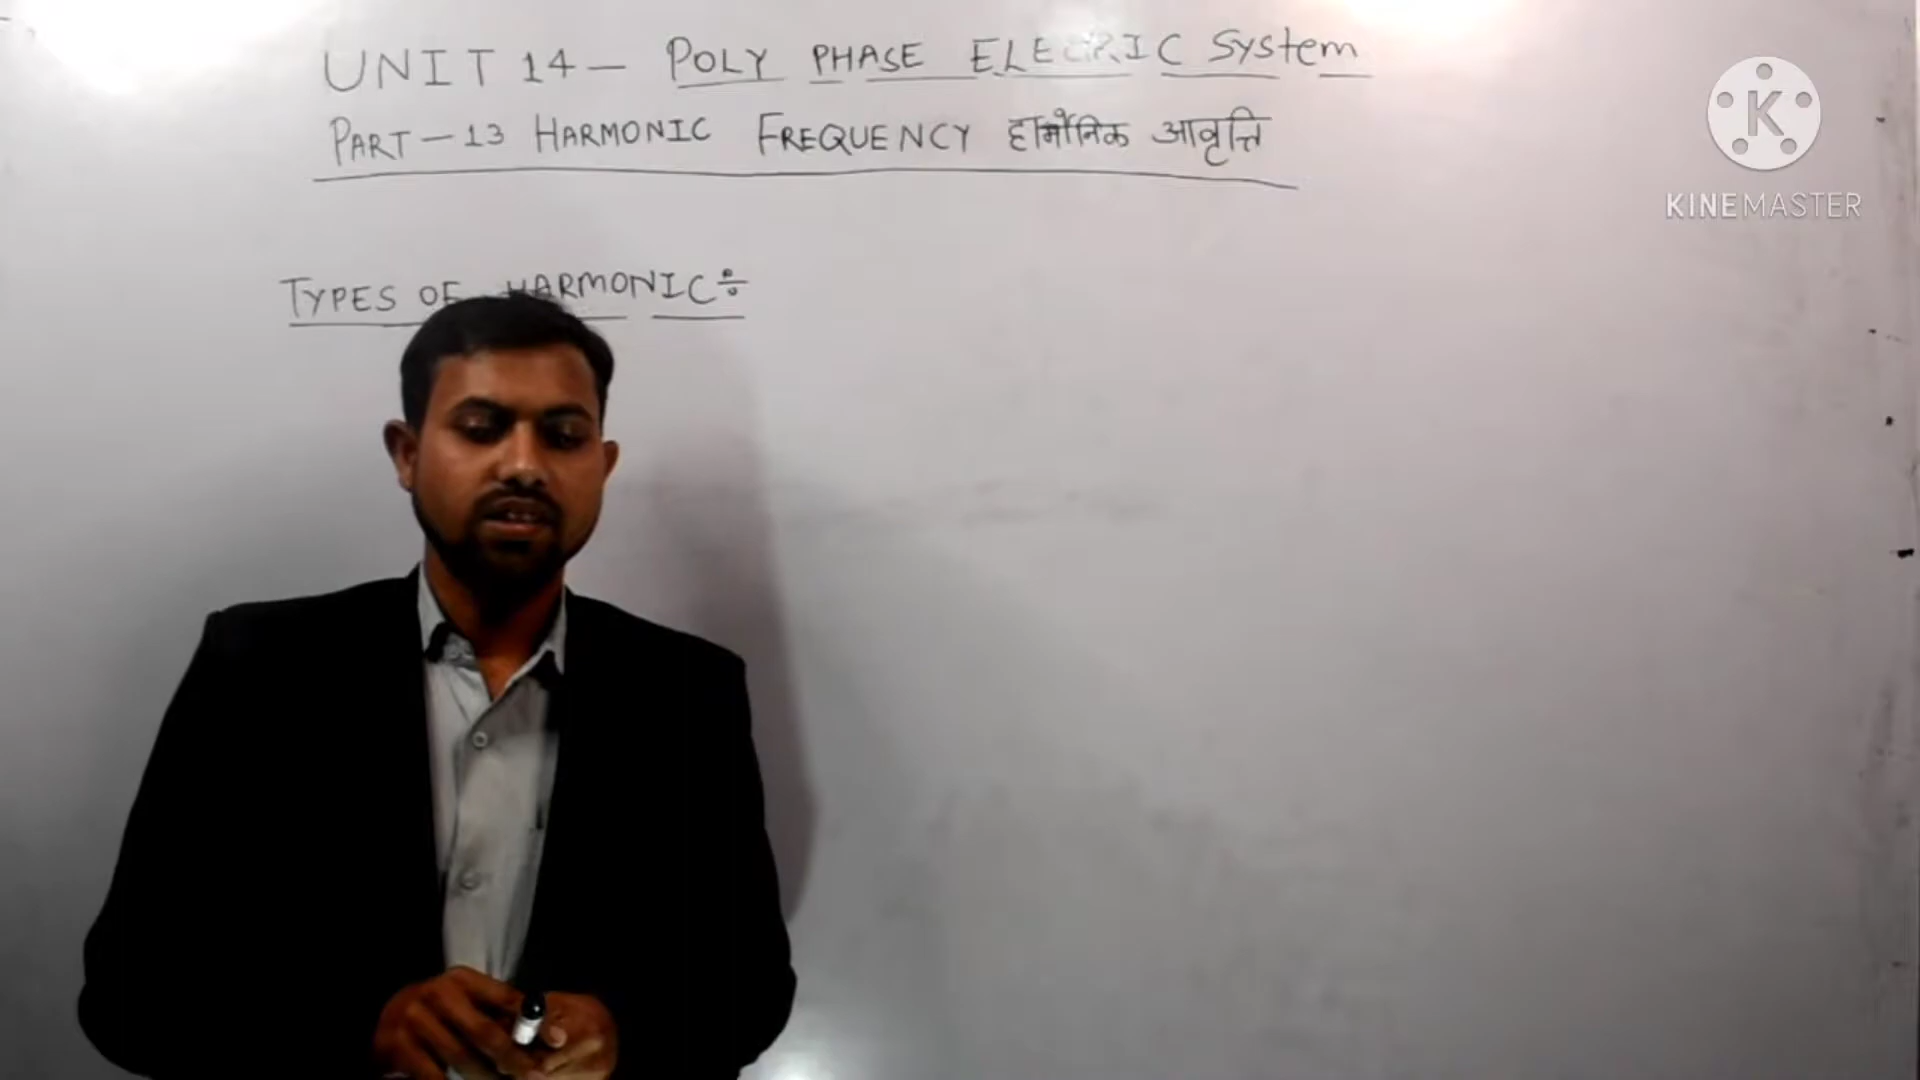 UNIT 14 - POLY PHASE ELECTRIC System
PART - 13 HARMONIC FREQUENCY हार्मोनिक आवृत्ति
TYPES OF HARMONIC÷
K
KINEMASTER